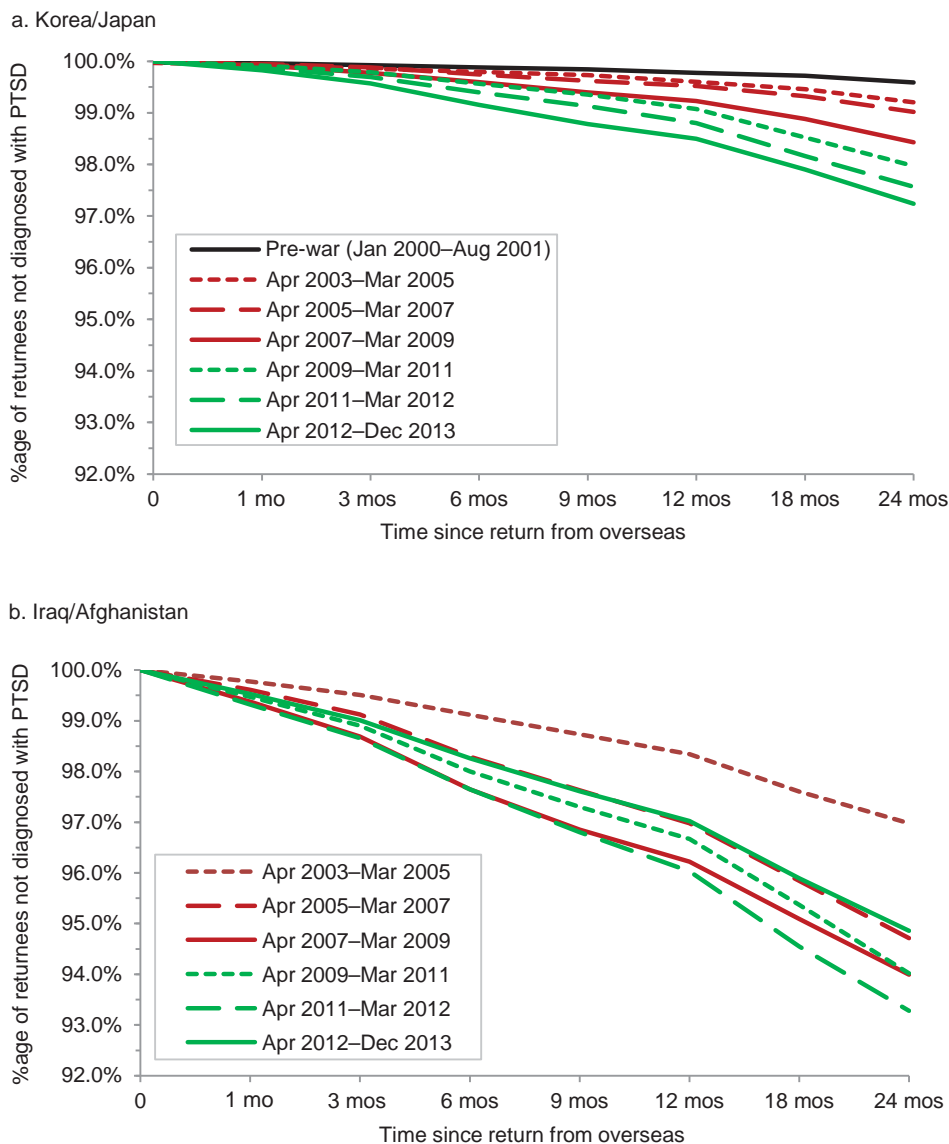 a. Korea/Japan
%age of returnees not diagnosed with PTSD
100.0%
99.0%
98.0%
97.0%
96.0%
95.0%
94.0%
93.0%
92.0%
Pre-war (Jan 2000–Aug 2001)
Apr 2003–Mar 2005
Apr 2005–Mar 2007
Apr 2007–Mar 2009
Apr 2009–Mar 2011
Apr 2011–Mar 2012
Apr 2012–Dec 2013
0 1 mo 3 mos 6 mos 9 mos 12 mos 18 mos 24 mos
Time since return from overseas
b. Iraq/Afghanistan
%age of returnees not diagnosed with PTSD
100.0%
99.0%
98.0%
97.0%
96.0%
95.0%
94.0%
93.0%
92.0%
Apr 2003–Mar 2005
Apr 2005–Mar 2007
Apr 2007–Mar 2009
Apr 2009–Mar 2011
Apr 2011–Mar 2012
Apr 2012–Dec 2013
0 1 mo 3 mos 6 mos 9 mos 12 mos 18 mos 24 mos
Time since return from overseas